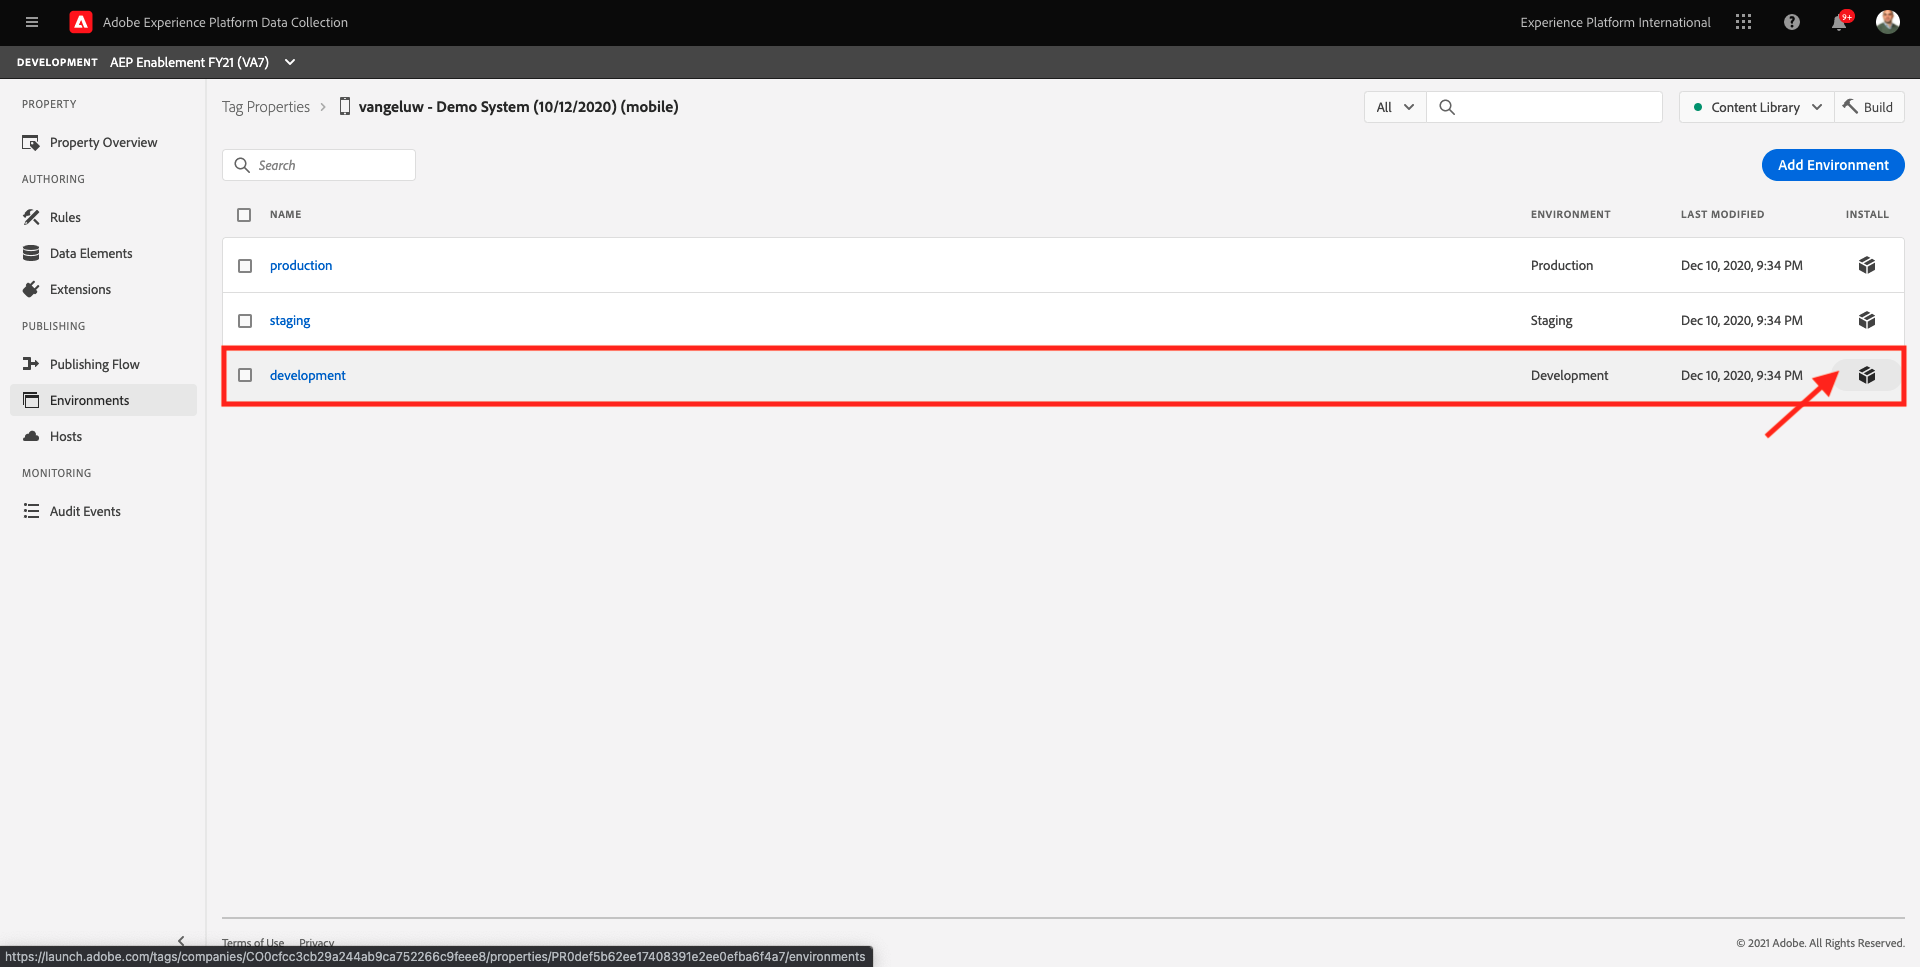 Adobe Experience Platform Data Collection
Experience Platform International
9+
DEVELOPMENT AEP Enablement FY21 (VA7)
PROPERTY
Property Overview
AUTHORING
Rules
Data Elements
Extensions
PUBLISHING
Publishing Flow
Environments
Hosts
MONITORING
Audit Events
Tag Properties > vangeluw - Demo System (10/12/2020) (mobile)
All
Content Library
Build
Search
Add Environment
NAME ENVIRONMENT LAST MODIFIED INSTALL
production Production Dec 10, 2020, 9:34 PM
staging Staging Dec 10, 2020, 9:34 PM
development Development Dec 10, 2020, 9:34 PM
Terms of Use Privacy
© 2021 Adobe. All Rights Reserved.
https://launch.adobe.com/tags/companies/CO0cfcc3cb29a244ab9ca752266c9feee8/properties/PR0def5b62ee17408391e2ee0efba6f4a7/environments